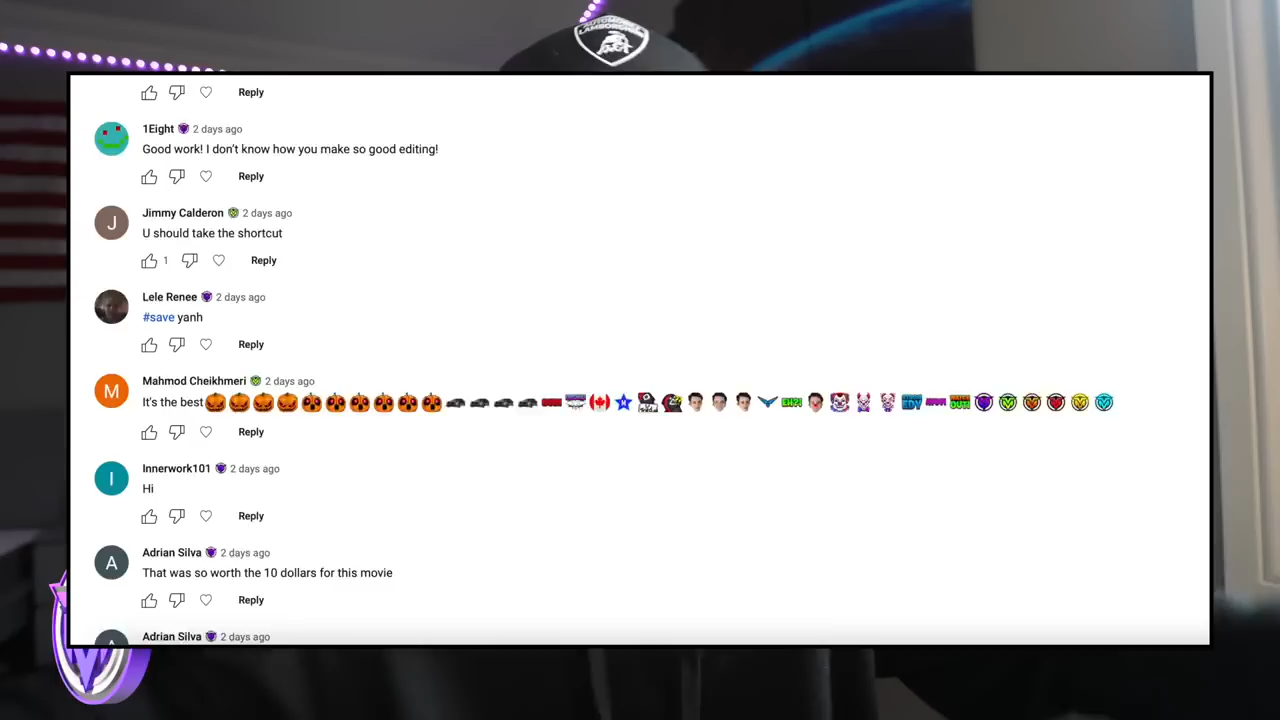 AUTOMOBILI
LAMBORGHINI
Reply
1Eight 2 days ago
Good work! I don't know how you make so good editing!
Reply
Jimmy Calderon 2 days ago
U should take the shortcut
1 Reply
Lele Renee 2 days ago
#save yanh
Reply
M
Mahmod Cheikhmeri 2 days ago
It's the best EH?!
Reply
I
Innerwork101 2 days ago
Hi
Reply
A
Adrian Silva 2 days ago
That was so worth the 10 dollars for this movie
Reply
Adrian Silva 2 days ago